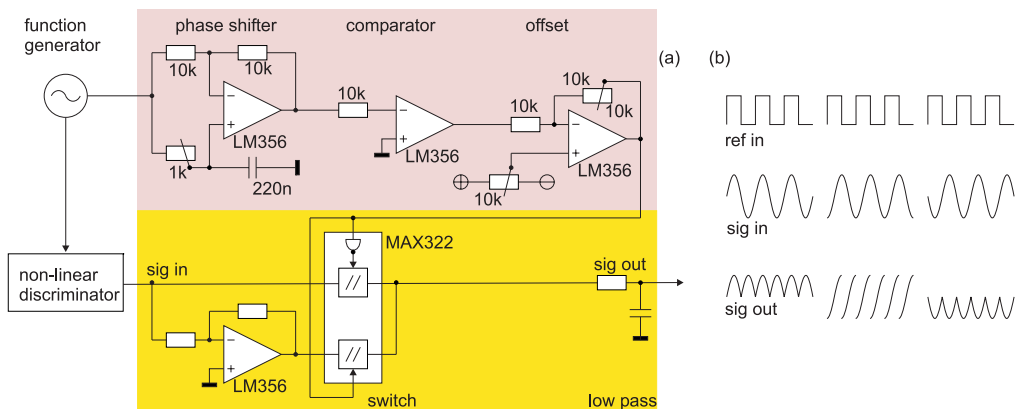 function
generator
phase shifter
comparator
offset
(a)
(b)
10k
10k
LM356
1k
220n
10k
LM356
10k
10k
10k
LM356
10k
ref in
sig in
sig out
MAX322
non-linear
discriminator
sig in
LM356
switch
sig out
low pass